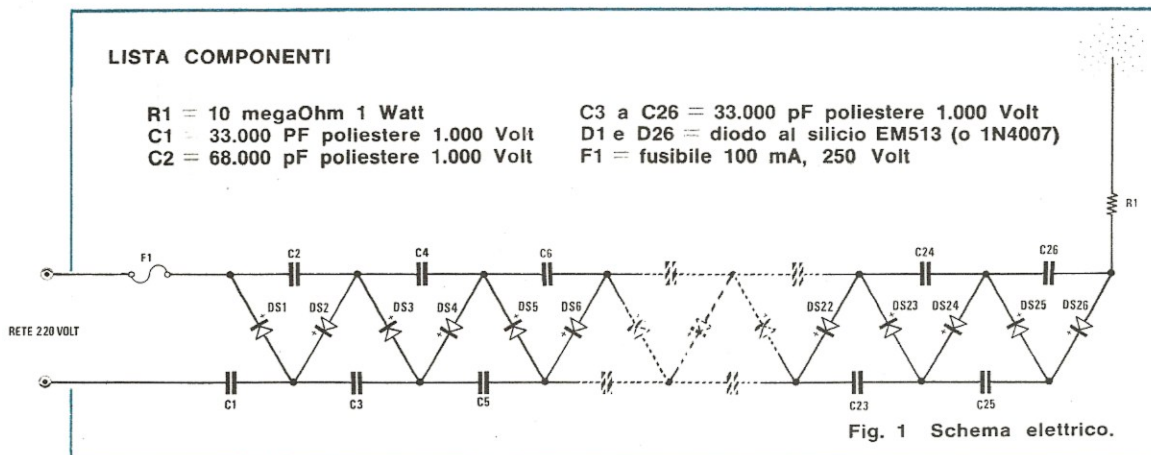 LISTA COMPONENTI
R1 = 10 megaOhm 1 Watt
C1 = 33.000 PF poliestere 1.000 Volt
C2 = 68.000 pF poliestere 1.000 Volt
C3 a C26 = 33.000 pF poliestere 1.000 Volt
D1 e D26 = diodo al silicio EM513 (o 1N4007)
F1 = fusibile 100 mA, 250 Volt
R1
F1
C2
C4
C6
C24
C26
DS1
DS2
DS3
DS4
DS5
DS6
DS22
DS23
DS24
DS25
DS26
RETE 220 VOLT
C1
C3
C5
C23
C25
Fig. 1 Schema elettrico.